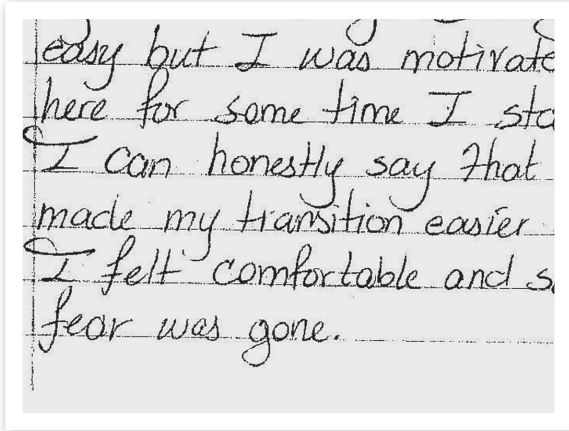 easy but I was motivate
here for some time I sta
I can honestly say that
made my transition easier
I felt comfortable and s
fear was gone.